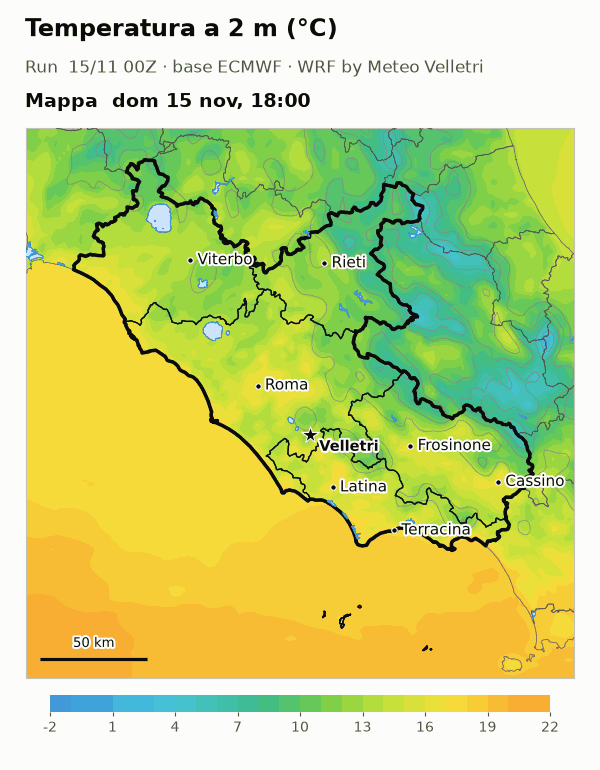 Temperatura a 2 m (°C)
Run  15/11 00Z · base ECMWF · WRF by Meteo Velletri
Mappa  dom 15 nov, 18:00
Viterbo
Rieti
Roma
Velletri
Frosinone
Cassino
Latina
Terracina
50 km
-2 1 4 7 10 13 16 19 22